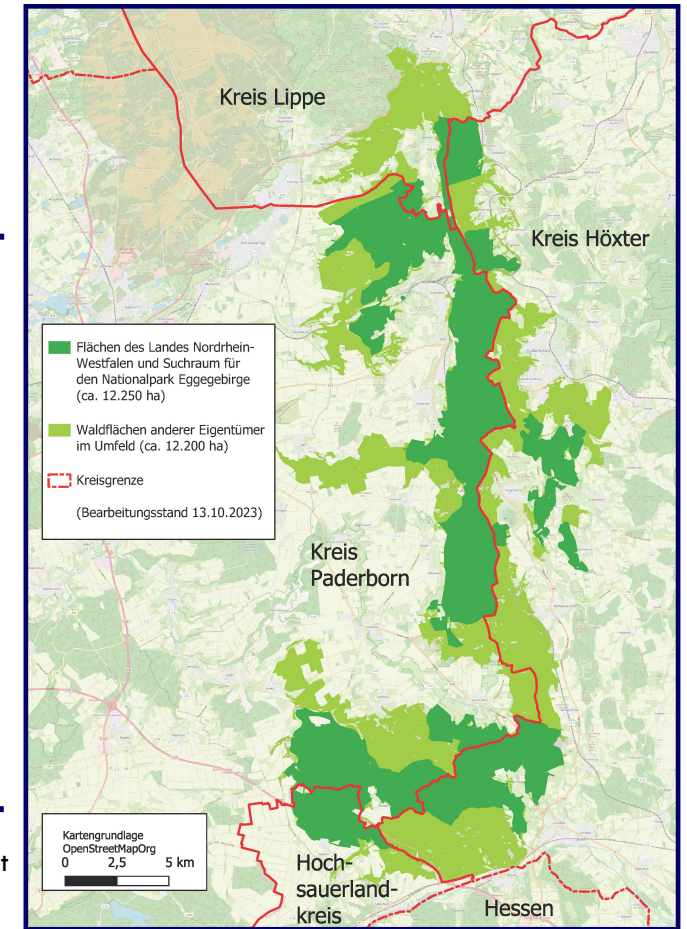 Kreis Lippe
Kreis Höxter
Flächen des Landes Nordrhein-
Westfalen und Suchraum für
den Nationalpark Eggegebirge
(ca. 12.250 ha)
Waldflächen anderer Eigentümer
im Umfeld (ca. 12.200 ha)
Kreisgrenze
(Bearbeitungsstand 13.10.2023)
Kreis
Paderborn
Kartengrundlage
OpenStreetMapOrg
0 2,5 5 km
Hoch-
sauerland-
kreis
Hessen
t